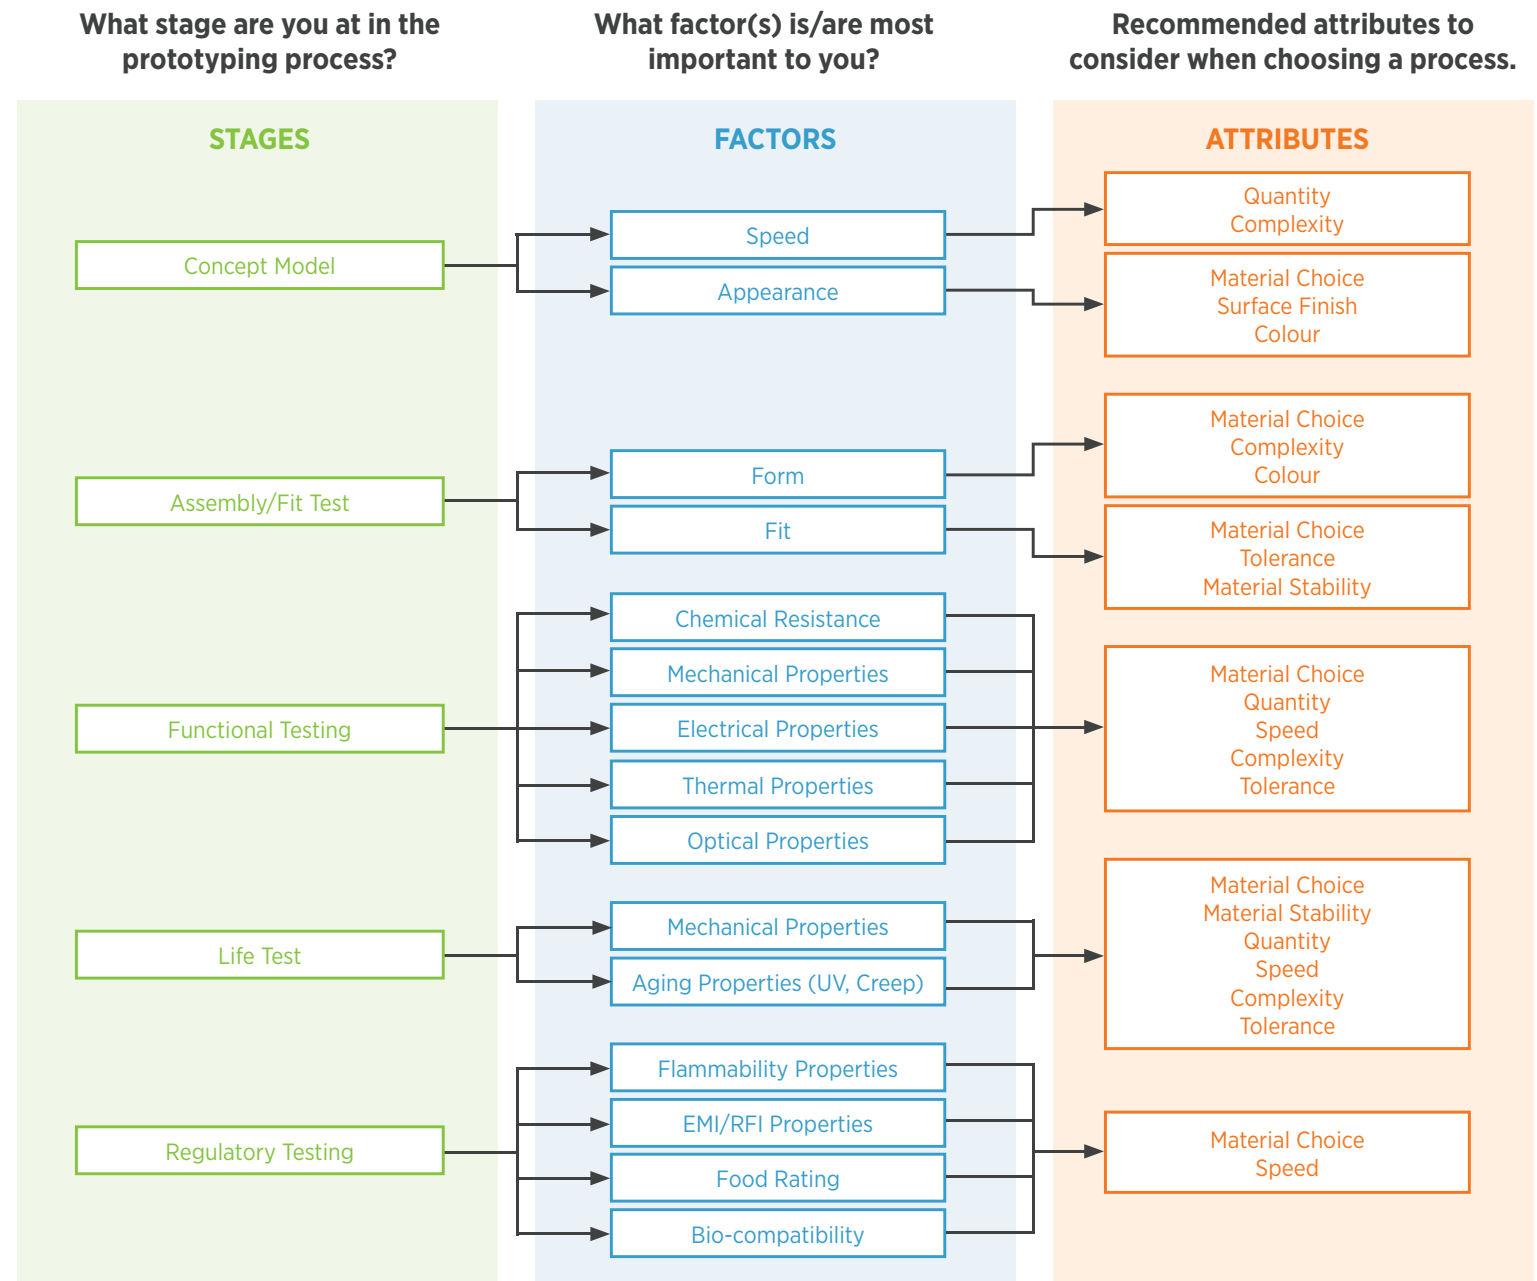 What stage are you at in the
prototyping process?
What factor(s) is/are most
important to you?
Recommended attributes to
consider when choosing a process.
STAGES
FACTORS
ATTRIBUTES
Concept Model
Speed
Appearance
Quantity
Complexity
Material Choice
Surface Finish
Colour
Assembly/Fit Test
Form
Fit
Material Choice
Complexity
Colour
Material Choice
Tolerance
Material Stability
Functional Testing
Chemical Resistance
Mechanical Properties
Electrical Properties
Thermal Properties
Optical Properties
Material Choice
Quantity
Speed
Complexity
Tolerance
Life Test
Mechanical Properties
Aging Properties (UV, Creep)
Material Choice
Material Stability
Quantity
Speed
Complexity
Tolerance
Regulatory Testing
Flammability Properties
EMI/RFI Properties
Food Rating
Bio-compatibility
Material Choice
Speed